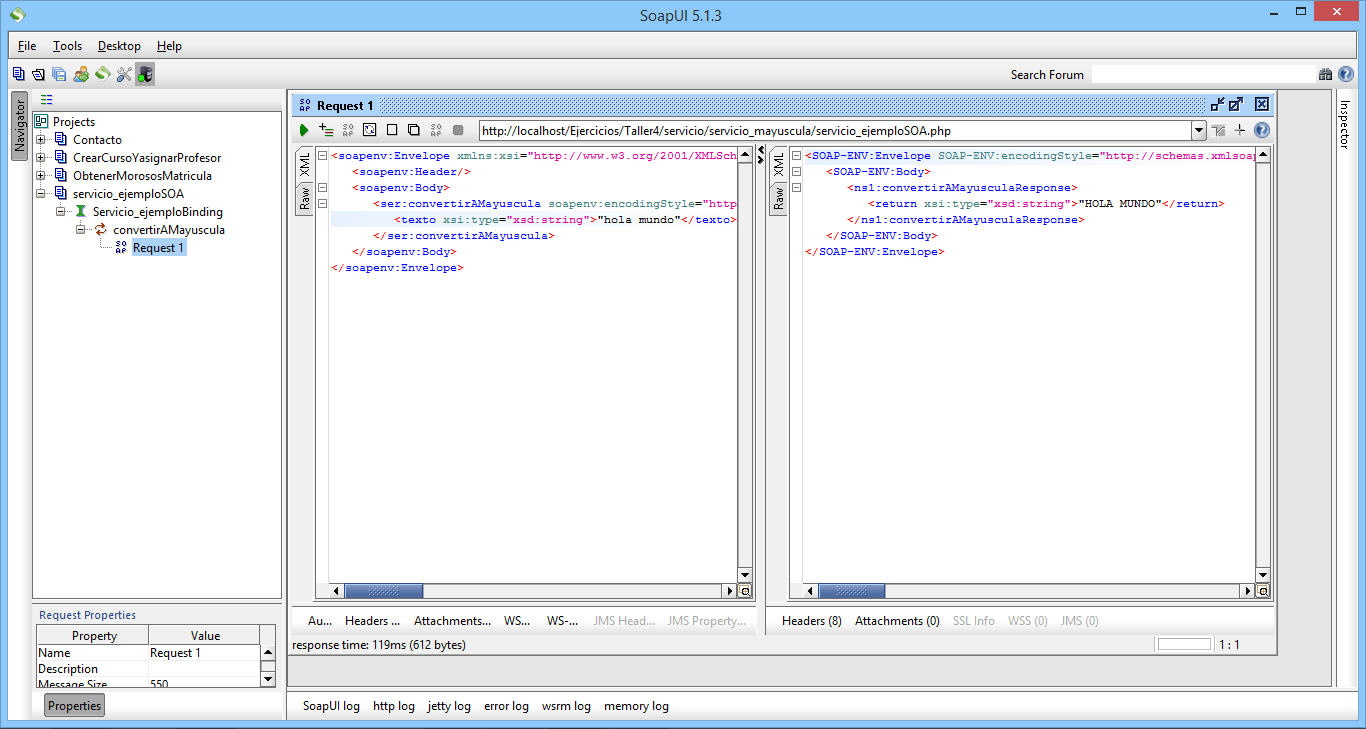 SoapUI 5.1.3
File Tools Desktop Help
Search Forum
Navigator
Projects
Contacto
CrearCursoYasignarProfesor
ObtenerMorososMatricula
servicio_ejemploSOA
Servicio_ejemploBinding
convertirAMayuscula
Request 1
Request Properties
Property Value
Name Request 1
Description
Message Size 550
Properties
Request 1
http://localhost/Ejercicios/Taller4/servicio/servicio_mayuscula/servicio_ejemploSOA.php
XML
Raw
<soapenv:Envelope xmlns:xsi="http://www.w3.org/2001/XMLSch
<soapenv:Header/>
<soapenv:Body>
<ser:convertirAMayuscula soapenv:encodingStyle="http
<texto xsi:type="xsd:string">"hola mundo"</texto>
</ser:convertirAMayuscula>
</soapenv:Body>
</soapenv:Envelope>
XML
Raw
<SOAP-ENV:Envelope SOAP-ENV:encodingStyle="http://schemas.xmlsoap
<SOAP-ENV:Body>
<ns1:convertirAMayusculaResponse>
<return xsi:type="xsd:string">"HOLA MUNDO"</return>
</ns1:convertirAMayusculaResponse>
</SOAP-ENV:Body>
</SOAP-ENV:Envelope>
Au... Headers ... Attachments... WS... WS-... JMS Head... JMS Property...
Headers (8) Attachments (0) SSL Info WSS (0) JMS (0)
response time: 119ms (612 bytes)
1 : 1
Inspector
SoapUI log http log jetty log error log wsrm log memory log